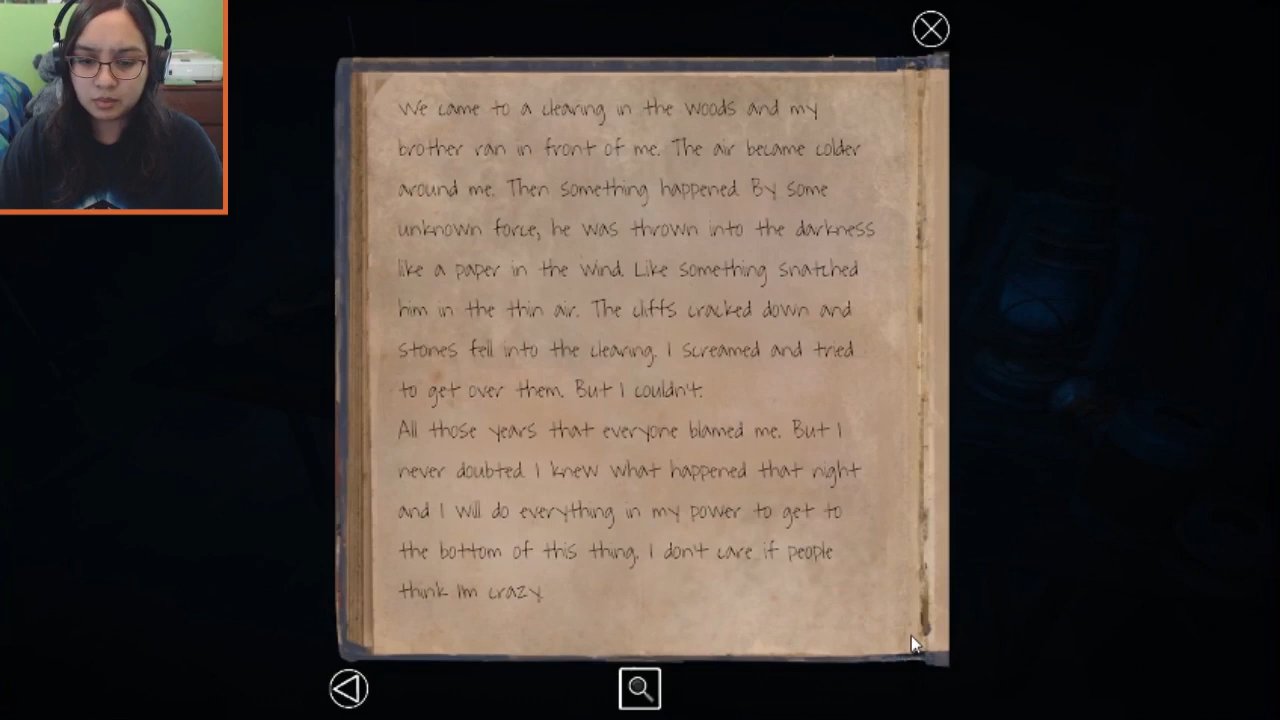 We came to a clearing in the woods and my
brother ran in front of me. The air became colder
around me. Then something happened. By some
unknown force, he was thrown into the darkness
like a paper in the wind. Like something snatched
him in the thin air. The cliffs cracked down and
stones fell into the clearing. I screamed and tried
to get over them. But I couldn't.
All those years that everyone blamed me. But I
never doubted. I knew what happened that night
and I will do everything in my power to get to
the bottom of this thing. I don't care if people
think I'm crazy.